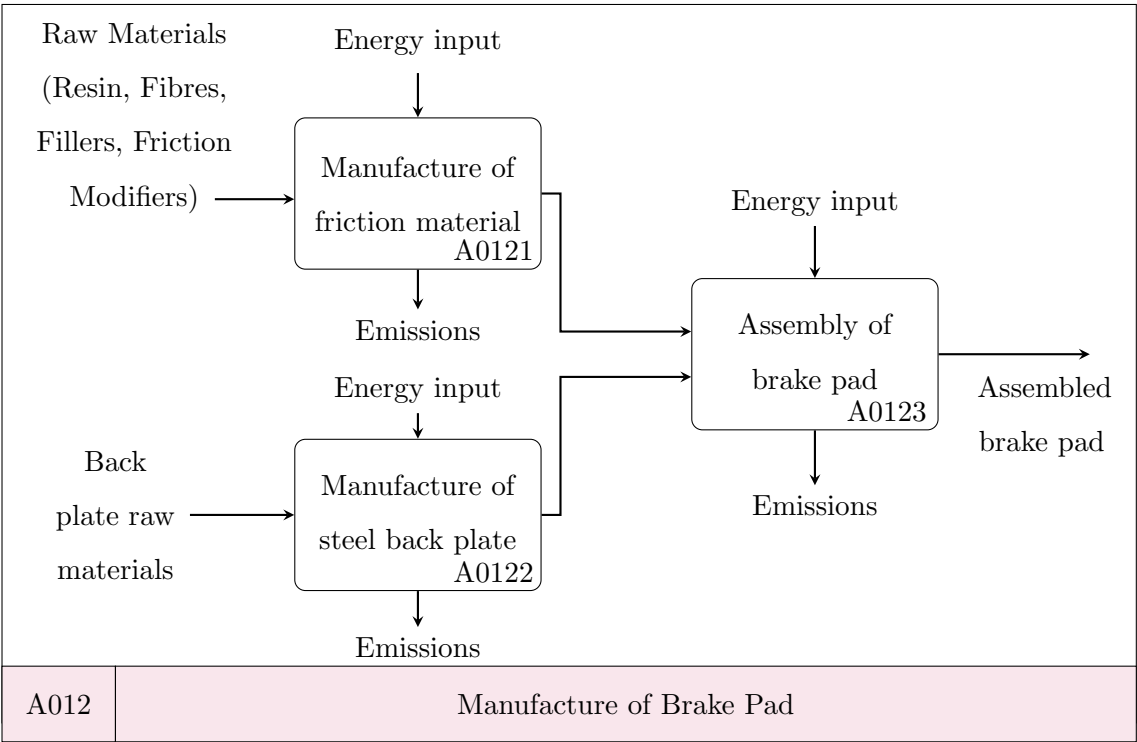 Raw Materials
(Resin, Fibres,
Fillers, Friction
Modifiers)
Energy input
Manufacture of
friction material
A0121
Emissions
Energy input
Back
plate raw
materials
Manufacture of
steel back plate
A0122
Emissions
Energy input
Assembly of
brake pad
A0123
Emissions
Assembled
brake pad
A012
Manufacture of Brake Pad